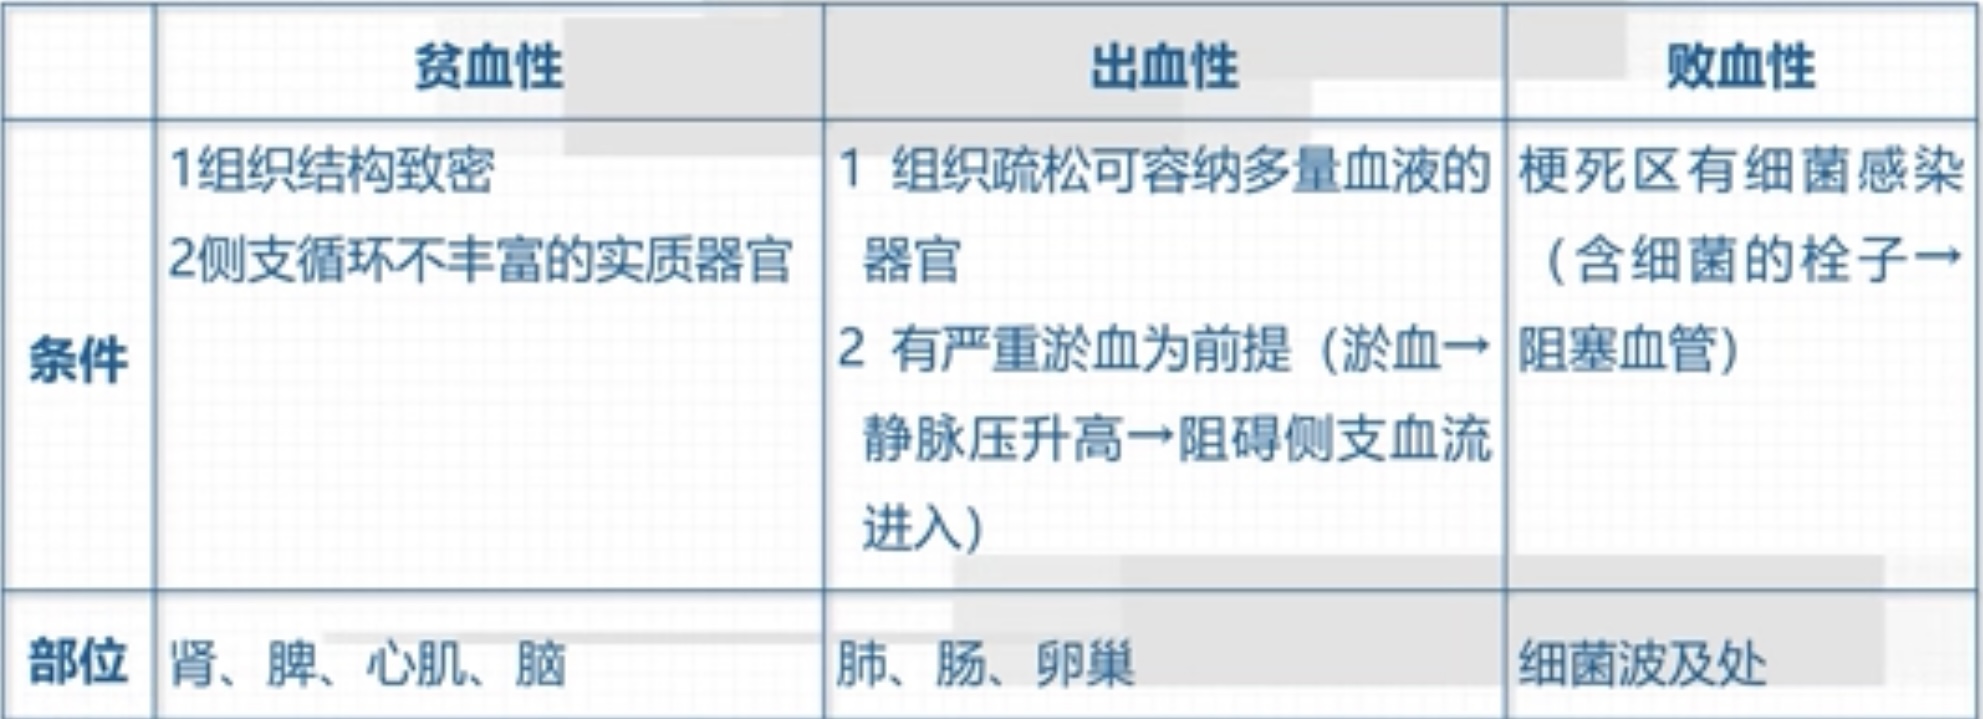 贫血性 出血性 败血性
条件
1组织结构致密
2侧支循环不丰富的实质器官
1 组织疏松可容纳多量血液的
器官
2 有严重淤血为前提（淤血→
静脉压升高→阻碍侧支血流
进入）
梗死区有细菌感染
（含细菌的栓子→
阻塞血管）
部位
肾、脾、心肌、脑
肺、肠、卵巢
细菌波及处